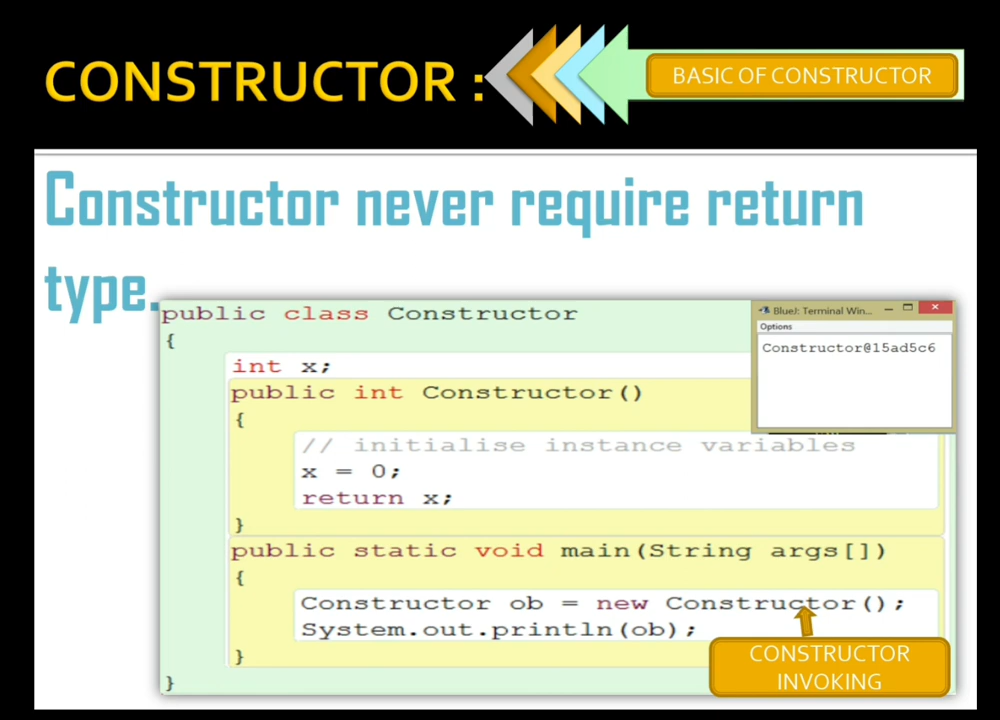 CONSTRUCTOR :
BASIC OF CONSTRUCTOR
Constructor never require return
type.
public class Constructor
{
int x;
public int Constructor()
{
// initialise instance variables
x = 0;
return x;
}
public static void main(String args[])
{
Constructor ob = new Constructor();
System.out.println(ob);
}
}
BlueJ: Terminal Win...
Options
Constructor@15ad5c6
CONSTRUCTOR
INVOKING